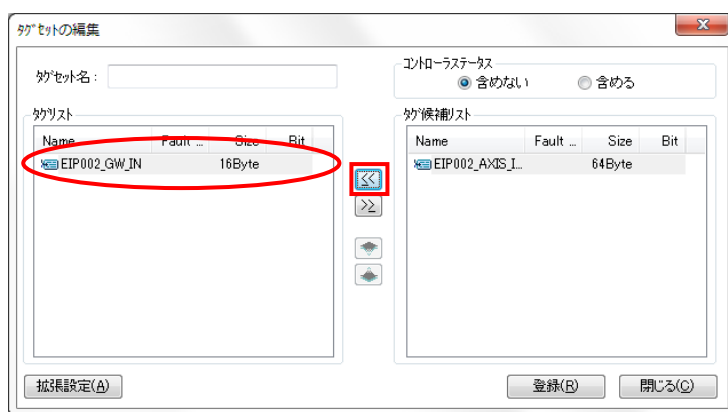 タグセットの編集
タグセット名：
コントローラステータス
含めない 含める
タグリスト
Name Fault ... Size Bit
EIP002_GW_IN 16Byte
<<
>>
タグ候補リスト
Name Fault ... Size Bit
EIP002_AXIS_I... 64Byte
拡張設定(A)
登録(R) 閉じる(C)